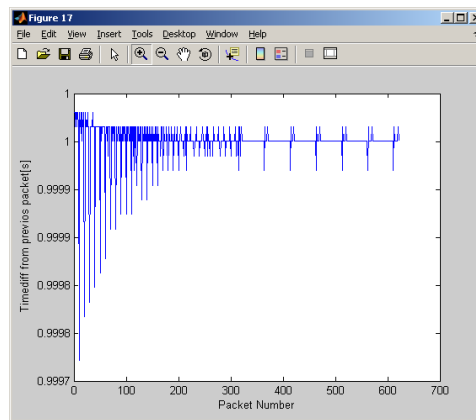 Figure 17
File Edit View Insert Tools Desktop Window Help
1
1
0.9999
0.9999
0.9998
0.9998
0.9997
Timediff from previos packet[s]
0 100 200 300 400 500 600 700
Packet Number